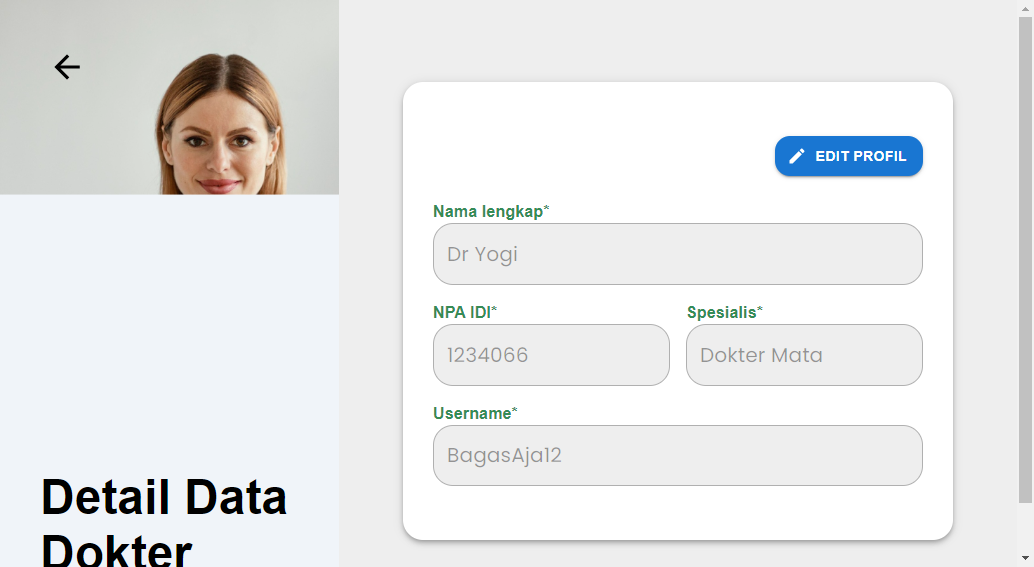 EDIT PROFIL
Nama lengkap*
Dr Yogi
NPA IDI* Spesialis*
1234066 Dokter Mata
Username*
BagasAja12
Detail Data
Dokter